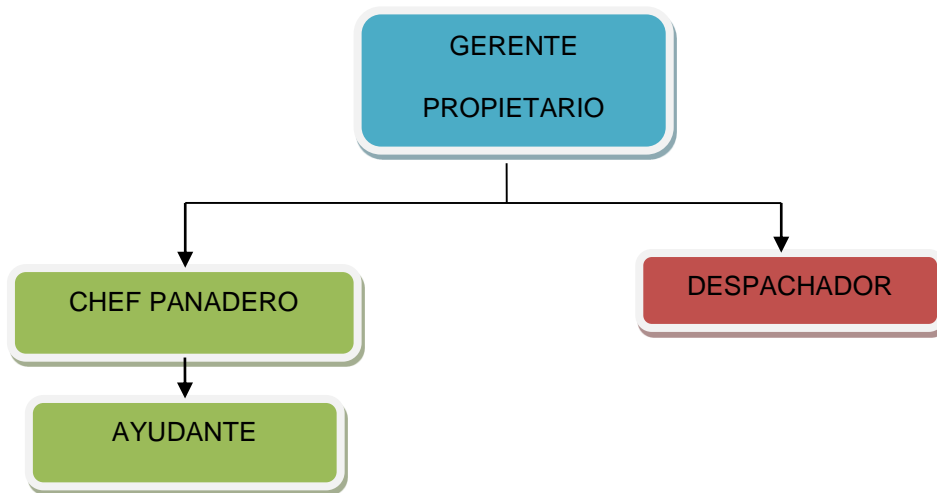 GERENTE
PROPIETARIO
CHEF PANADERO
DESPACHADOR
AYUDANTE